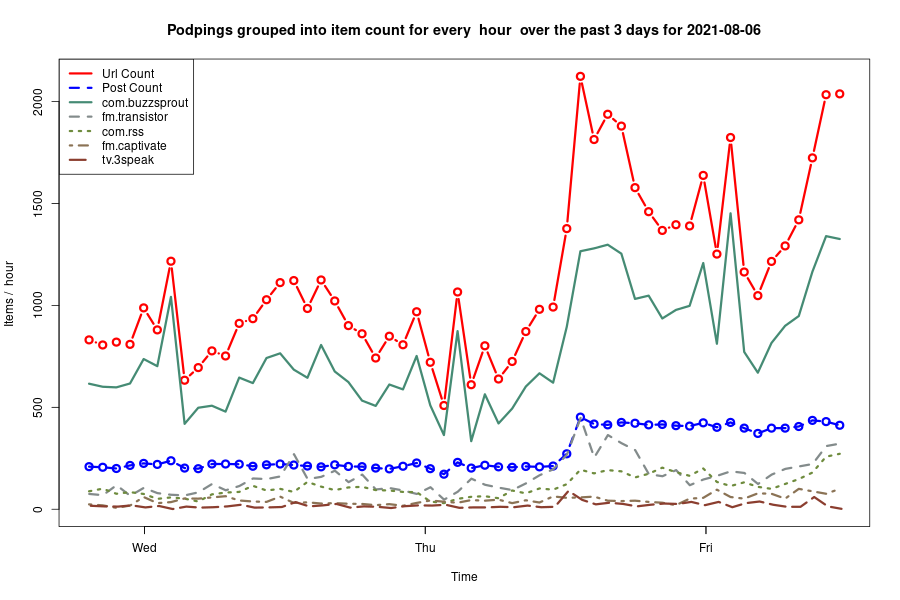 Podpings grouped into item count for every  hour  over the past 3 days for 2021-08-06
Url Count
Post Count
com.buzzsprout
fm.transistor
com.rss
fm.captivate
tv.3speak
Items /  hour
2000
1500
1000
500
0
Wed
Thu
Fri
Time